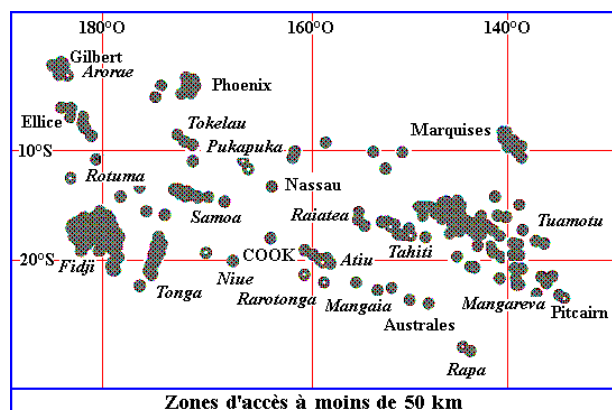 180°O 160°O 140°O
Gilbert
Arorae
Phoenix
Ellice
Tokelau
Marquises
Pukapuka
10°S
Rotuma
Nassau
Samoa
Raiatea
Tuamotu
Tahiti
COOK
Atiu
20°S
Fidji
Niue
Tonga
Rarotonga
Mangaia
Mangareva
Pitcairn
Australes
Rapa
Zones d'accès à moins de 50 km